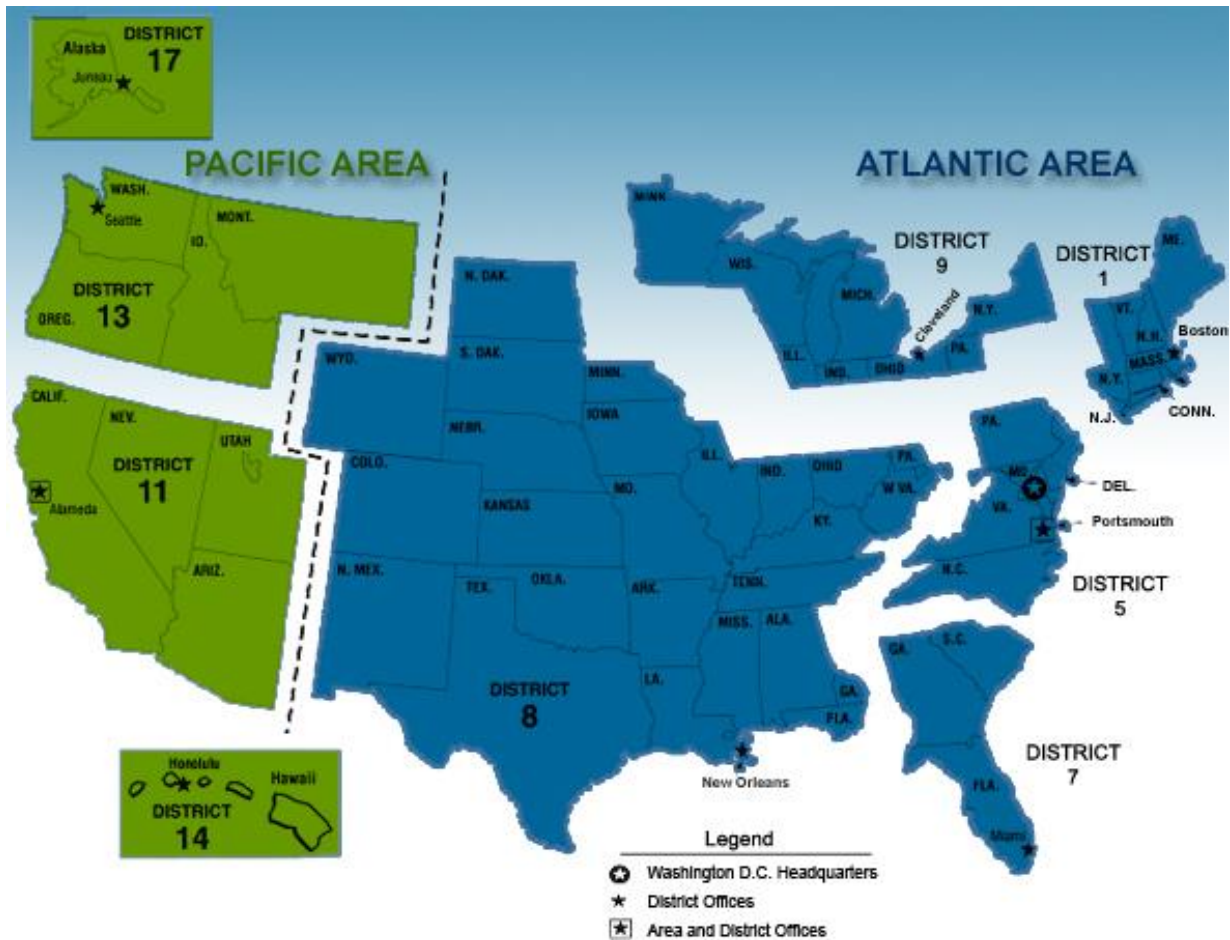 Alaska
DISTRICT
17
Juneau
PACIFIC AREA
ATLANTIC AREA
WASH.
Seattle
ID.
MONT.
DISTRICT
13
OREG.
CALIF.
NEV.
UTAH
DISTRICT
11
Alameda
ARIZ.
Honolulu
Hawaii
DISTRICT
14
N. DAK.
WYO.
S. DAK.
MINN.
NEBR.
IOWA
ILL.
IND.
OHIO
PA.
W VA.
COLO.
KANSAS
MO.
KY.
N. MEX.
TEX.
OKLA.
ARK.
TENN.
MISS.
ALA.
LA.
GA.
FLA.
DISTRICT
8
New Orleans
MINN.
WIS.
MICH.
DISTRICT
9
Cleveland
N.Y.
ILL.
IND.
OHIO
PA.
DISTRICT
1
ME.
VT.
N.H.
Boston
MASS.
N.Y.
CONN.
N.J.
PA.
MD.
DEL.
VA.
Portsmouth
N.C.
DISTRICT
5
GA.
S.C.
DISTRICT
7
FLA.
Miami
Legend
Washington D.C. Headquarters
District Offices
Area and District Offices